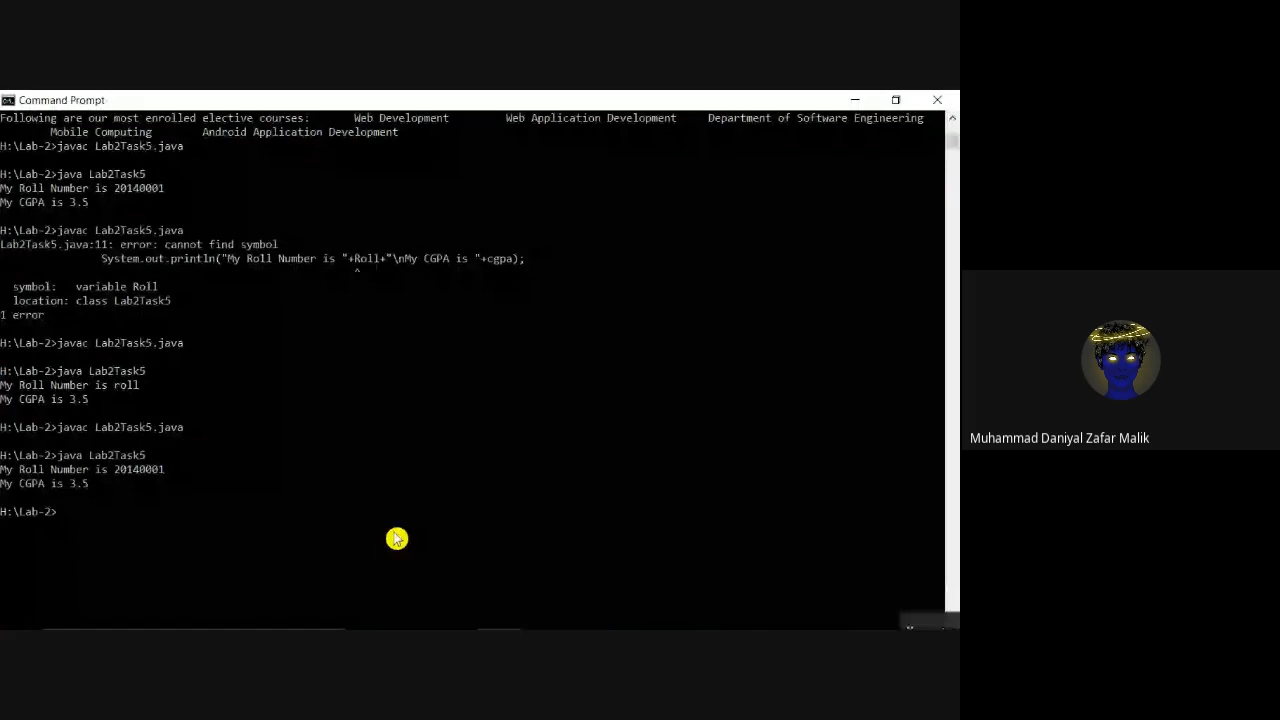 Command Prompt
Following are our most enrolled elective courses: Web Development Web Application Development Department of Software Engineering
Mobile Computing Android Application Development
H:\Lab-2>javac Lab2Task5.java
H:\Lab-2>java Lab2Task5
My Roll Number is 20140001
My CGPA is 3.5
H:\Lab-2>javac Lab2Task5.java
Lab2Task5.java:11: error: cannot find symbol
System.out.println("My Roll Number is "+Roll+"\nMy CGPA is "+cgpa);
^
symbol: variable Roll
location: class Lab2Task5
1 error
H:\Lab-2>javac Lab2Task5.java
H:\Lab-2>java Lab2Task5
My Roll Number is roll
My CGPA is 3.5
H:\Lab-2>javac Lab2Task5.java
H:\Lab-2>java Lab2Task5
My Roll Number is 20140001
My CGPA is 3.5
H:\Lab-2>
Muhammad Daniyal Zafar Malik